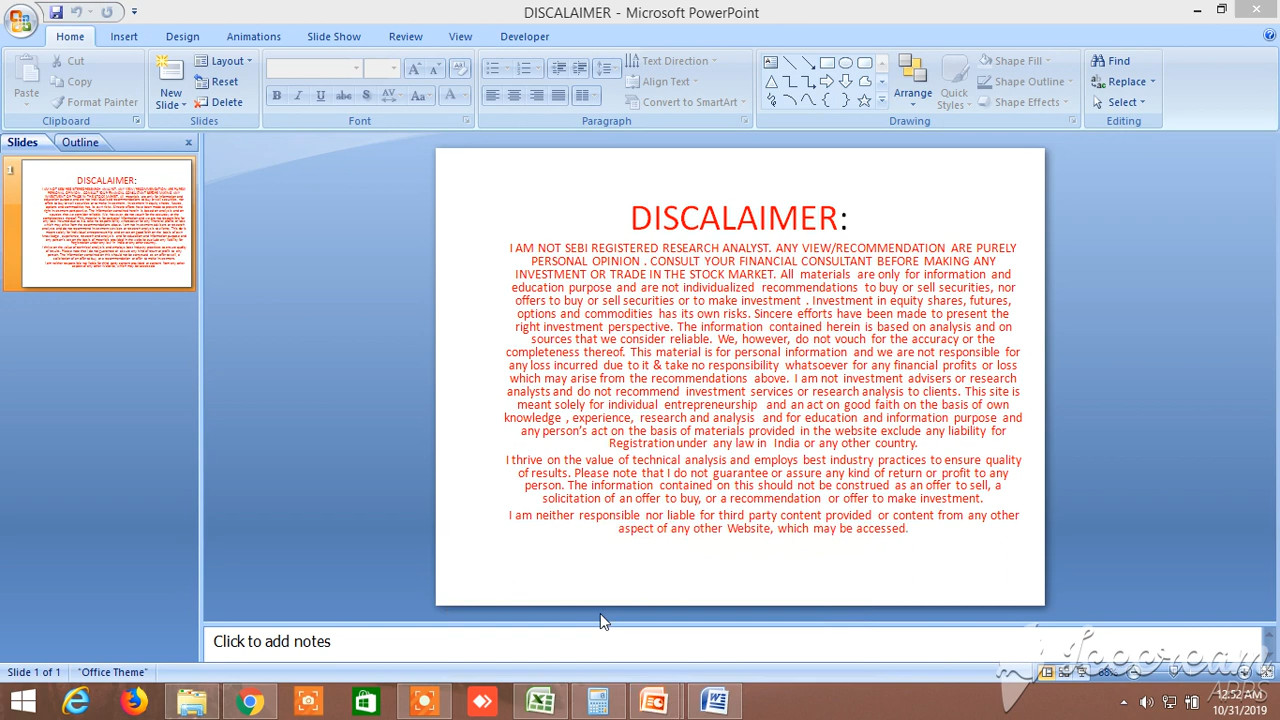 DISCALAIMER - Microsoft PowerPoint
Home Insert Design Animations Slide Show Review View Developer
Paste
Cut
Copy
Format Painter
Clipboard
New
Slide
Layout
Reset
Delete
Slides
Font
Text Direction
Align Text
Convert to SmartArt
Paragraph
Arrange
Quick
Styles
Shape Fill
Shape Outline
Shape Effects
Drawing
Find
Replace
Select
Editing
Slides Outline
1
DISCALAIMER:
I AM NOT SEBI REGISTERED RESEARCH ANALYST. ANY VIEW/RECOMMENDATION ARE PURELY
PERSONAL OPINION . CONSULT YOUR FINANCIAL CONSULTANT BEFORE MAKING ANY
INVESTMENT OR TRADE IN THE STOCK MARKET. All materials are only for information and
education purpose and are not individualized recommendations to buy or sell securities, nor
offers to buy or sell securities or to make investment . Investment in equity shares, futures,
options and commodities has its own risks. Sincere efforts have been made to present the
right investment perspective. The information contained herein is based on analysis and on
sources that we consider reliable. We, however, do not vouch for the accuracy or the
completeness thereof. This material is for personal information and we are not responsible for
any loss incurred due to it & take no responsibility whatsoever for any financial profits or loss
which may arise from the recommendations above. I am not investment advisers or research
analysts and do not recommend investment services or research analysis to clients. This site is
meant solely for individual entrepreneurship and an act on good faith on the basis of own
knowledge , experience, research and analysis and for education and information purpose and
any person's act on the basis of materials provided in the website exclude any liability for
Registration under any law in India or any other country.
I thrive on the value of technical analysis and employs best industry practices to ensure quality
of results. Please note that I do not guarantee or assure any kind of return or profit to any
person. The information contained on this should not be construed as an offer to sell, a
solicitation of an offer to buy, or a recommendation or offer to make investment.
I am neither responsible nor liable for third party content provided or content from any other
aspect of any other Website, which may be accessed.
Click to add notes
Slide 1 of 1 "Office Theme" 68%
12:52 AM
10/31/2019
APPS